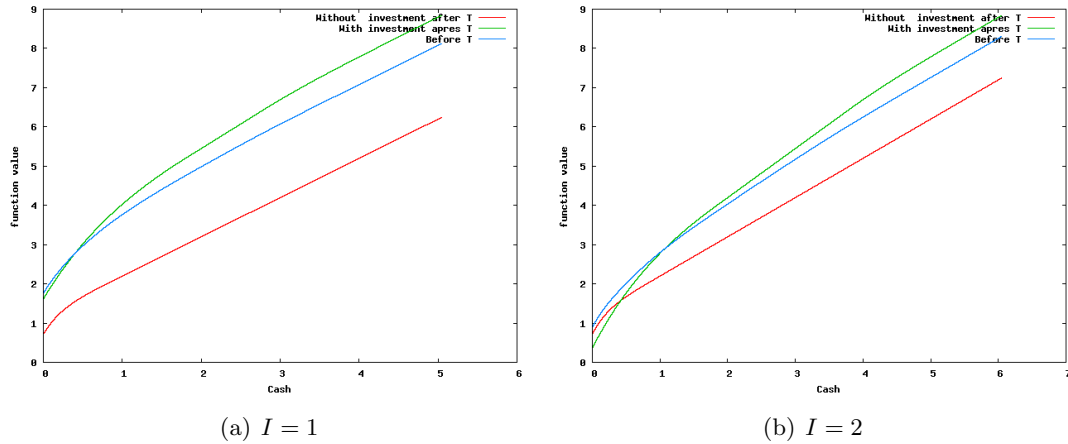 Without  investment after T
With investment apres T
Before T
9
8
7
6
5
4
3
2
1
0
function value
0 1 2 3 4 5 6
Cash
(a) I = 1
Without  investment after T
With investment apres T
Before T
9
8
7
6
5
4
3
2
1
0
function value
0 1 2 3 4 5 6 7
Cash
(b) I = 2